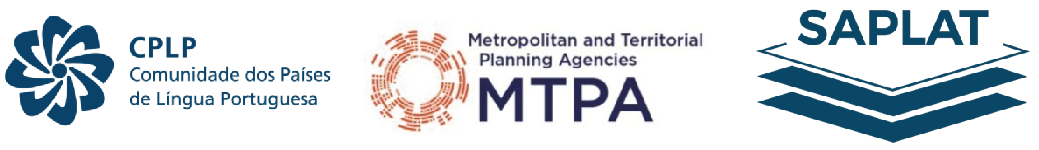 CPLP
Comunidade dos Países
de Língua Portuguesa
Metropolitan and Territorial
Planning Agencies
MTPA
SAPLAT